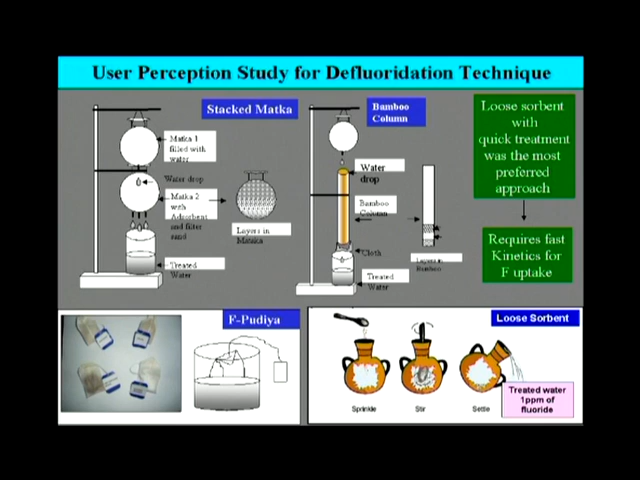 User Perception Study for Defluoridation Technique
Stacked Matka
Matka 1
filled with
water
Water drop
Matka 2
with
Adsorbent
and filter
sand
Layers in
Treated
Water
Bamboo
Column
Water
drop
Bamboo
Column
Cloth
Treated
Water
Layers in
Loose sorbent
with
quick treatment
was the most
preferred
approach
Requires fast
Kinetics for
F uptake
F-Pudiya
Loose Sorbent
Sprinkle
Stir
Settle
Treated water
1ppm of
fluoride